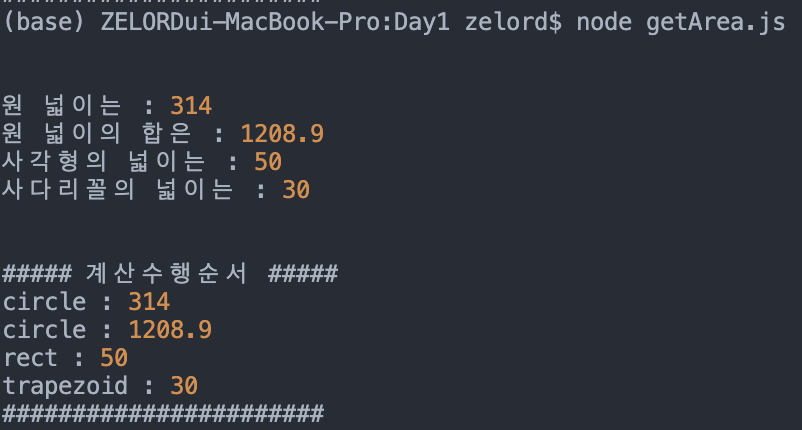 (base) ZELORDui-MacBook-Pro:Day1 zelord$ node getArea.js
원 넓이는 : 314
원 넓이의 합은 : 1208.9
사각형의 넓이는 : 50
사다리꼴의 넓이는 : 30
##### 계산수행순서 #####
circle : 314
circle : 1208.9
rect : 50
trapezoid : 30
#######################